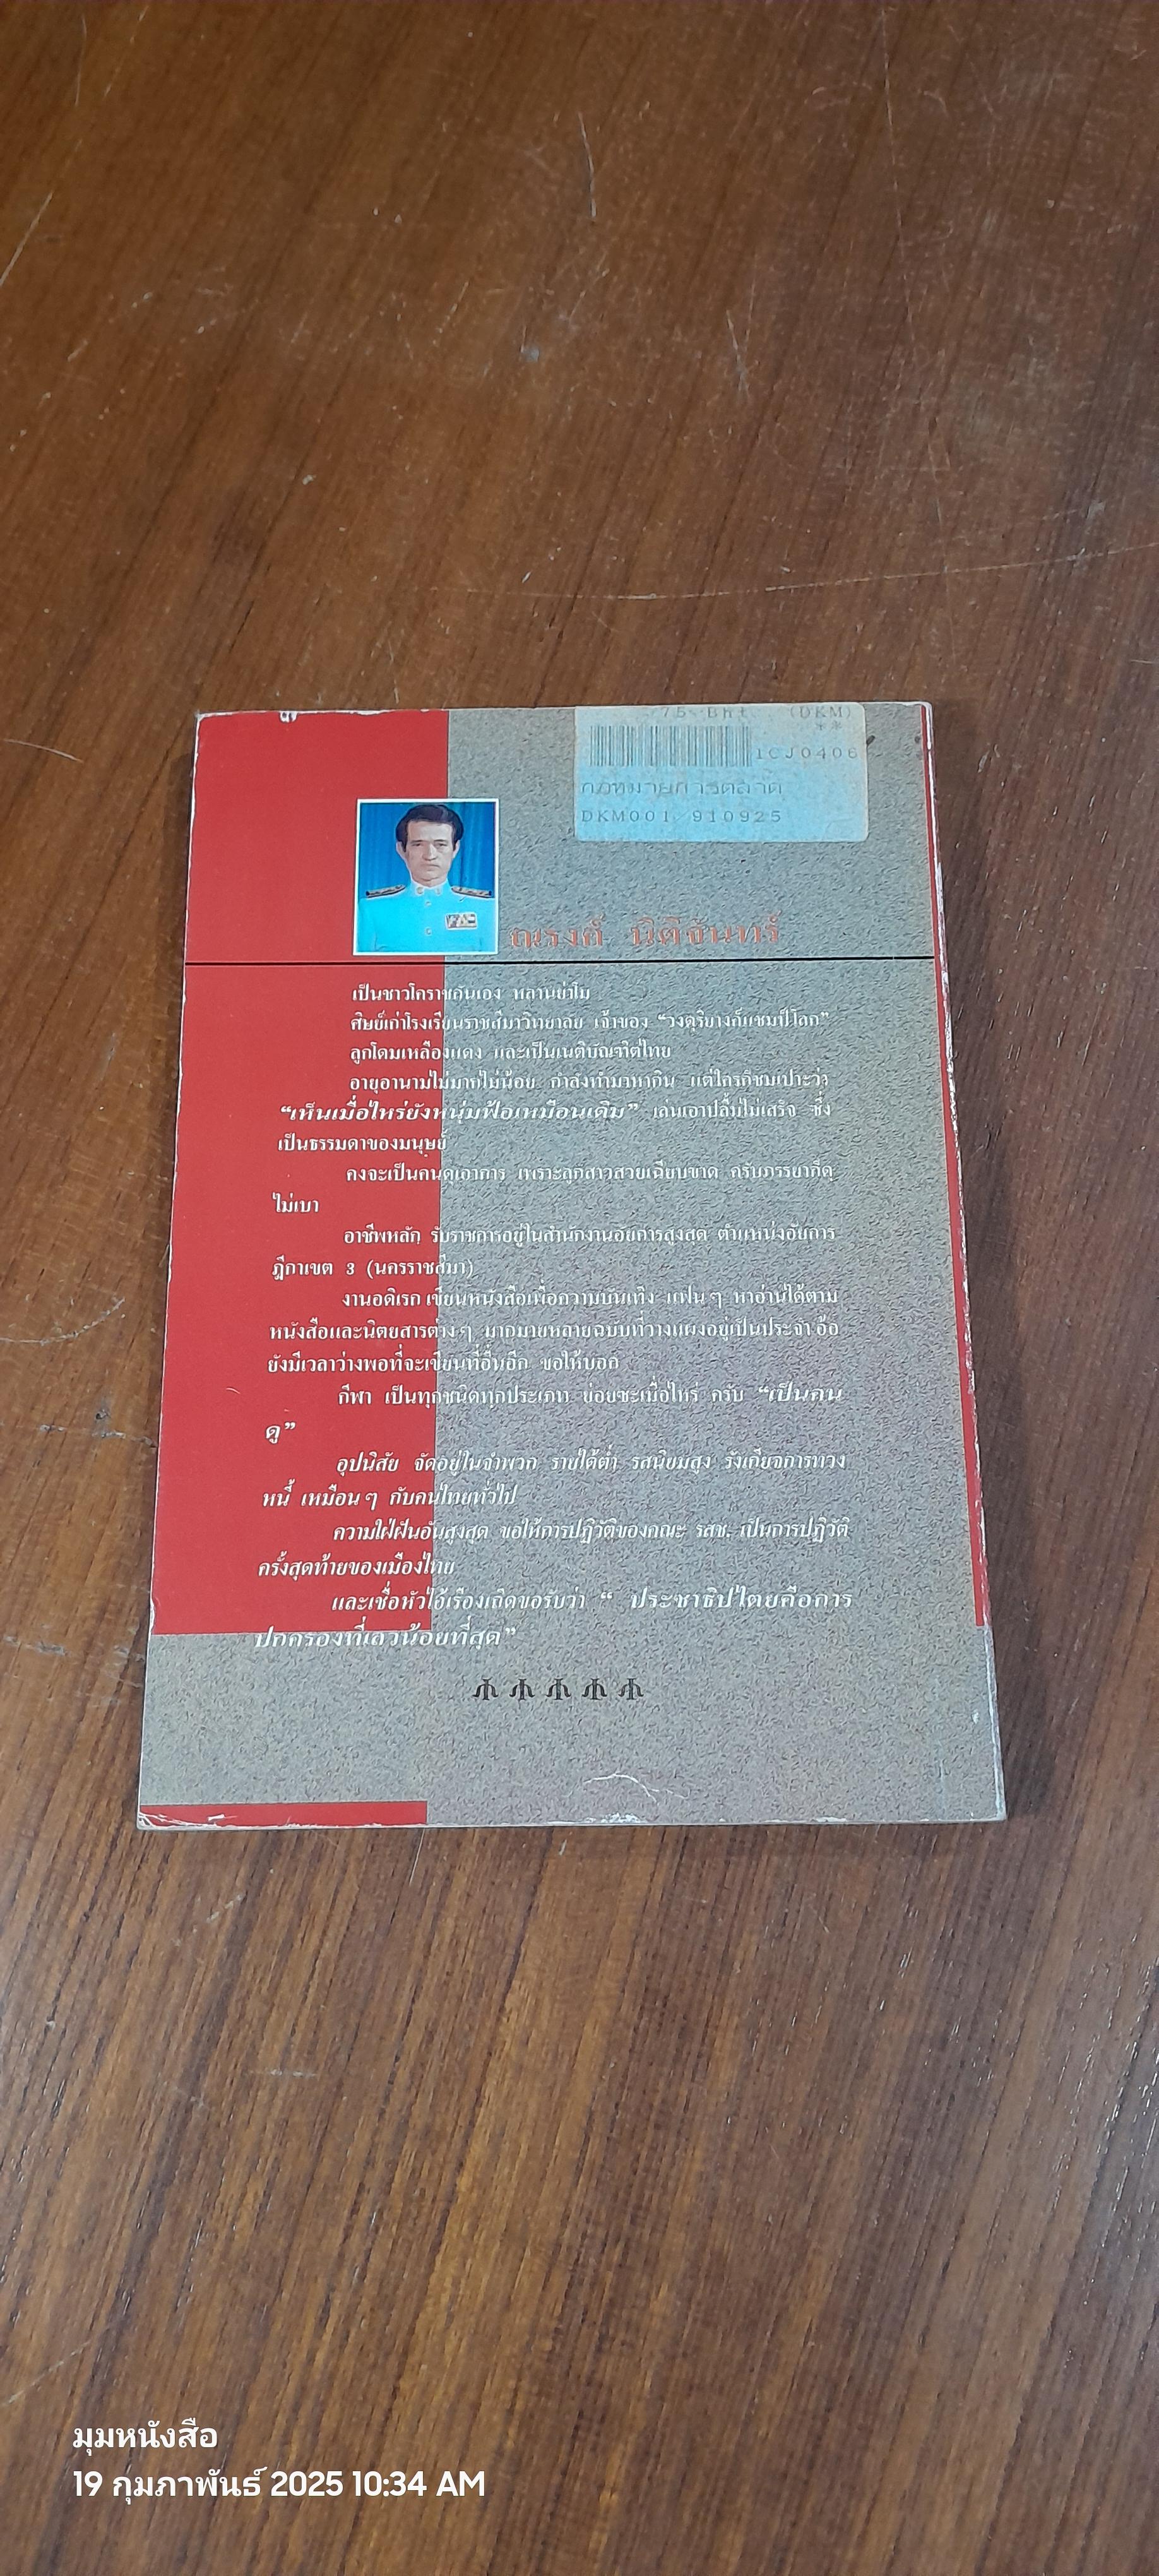 75 Bht (DKM)
**
1CJ0406
กฎหมายการตลาด
DKM001 910925
ณรงค์ นิติจันทร์
เป็นชาวโคราชอันเอง หลานย่าโม
ศิษย์เก่าโรงเรียนราชสีมาวิทยาลัย เจ้าของ “วงดุริยางค์แชมป์โลก”
ลูกโดมเหลืองแดง และเป็นเนติบัณฑิตไทย
อายุอานามไม่มากไม่น้อย กำลังทำมาหากิน แต่ใครก็ชมเปาะว่า
“เห็นเมื่อไหร่ยังหนุ่มฟ้อเหมือนเดิม” เล่นเอาปลื้มไม่เสร็จ ซึ่ง
เป็นธรรมดาของมนุษย์
คงจะเป็นคนดุเอาการ เพราะลูกสาวสวยเฉียบขาด ครับภรรยาก็ดุ
ไม่เบา
อาชีพหลัก รับราชการอยู่ในสำนักงานอัยการสูงสุด ตำแหน่งอัยการ
ฎีกาเขต 3 (นครราชสีมา)
งานอดิเรก เขียนหนังสือเพื่อความบันเทิง แฟน ๆ หาอ่านได้ตาม
หนังสือและนิตยสารต่าง ๆ มากมายหลายฉบับที่วางแผงอยู่เป็นประจำ อ้อ
ยังมีเวลาว่างพอที่จะเขียนที่อื่นอีก ขอให้บอก
กีฬา เป็นทุกชนิดทุกประเภท ย่อยซะเมื่อไหร่ ครับ “เป็นคน
ดู”
อุปนิสัย จัดอยู่ในจำพวก รายได้ต่ำ รสนิยมสูง รังเกียจการทวง
หนี้ เหมือน ๆ กับคนไทยทั่วไป
ความใฝ่ฝันอันสูงสุด ขอให้การปฏิวัติของคณะ รสช. เป็นการปฏิวัติ
ครั้งสุดท้ายของเมืองไทย
และเชื่อหัวไอ้เรืองเถิดขอรับว่า “ ประชาธิปไตยคือการ
ปกครองที่เลวน้อยที่สุด”
มุมหนังสือ
19 กุมภาพันธ์ 2025 10:34 AM